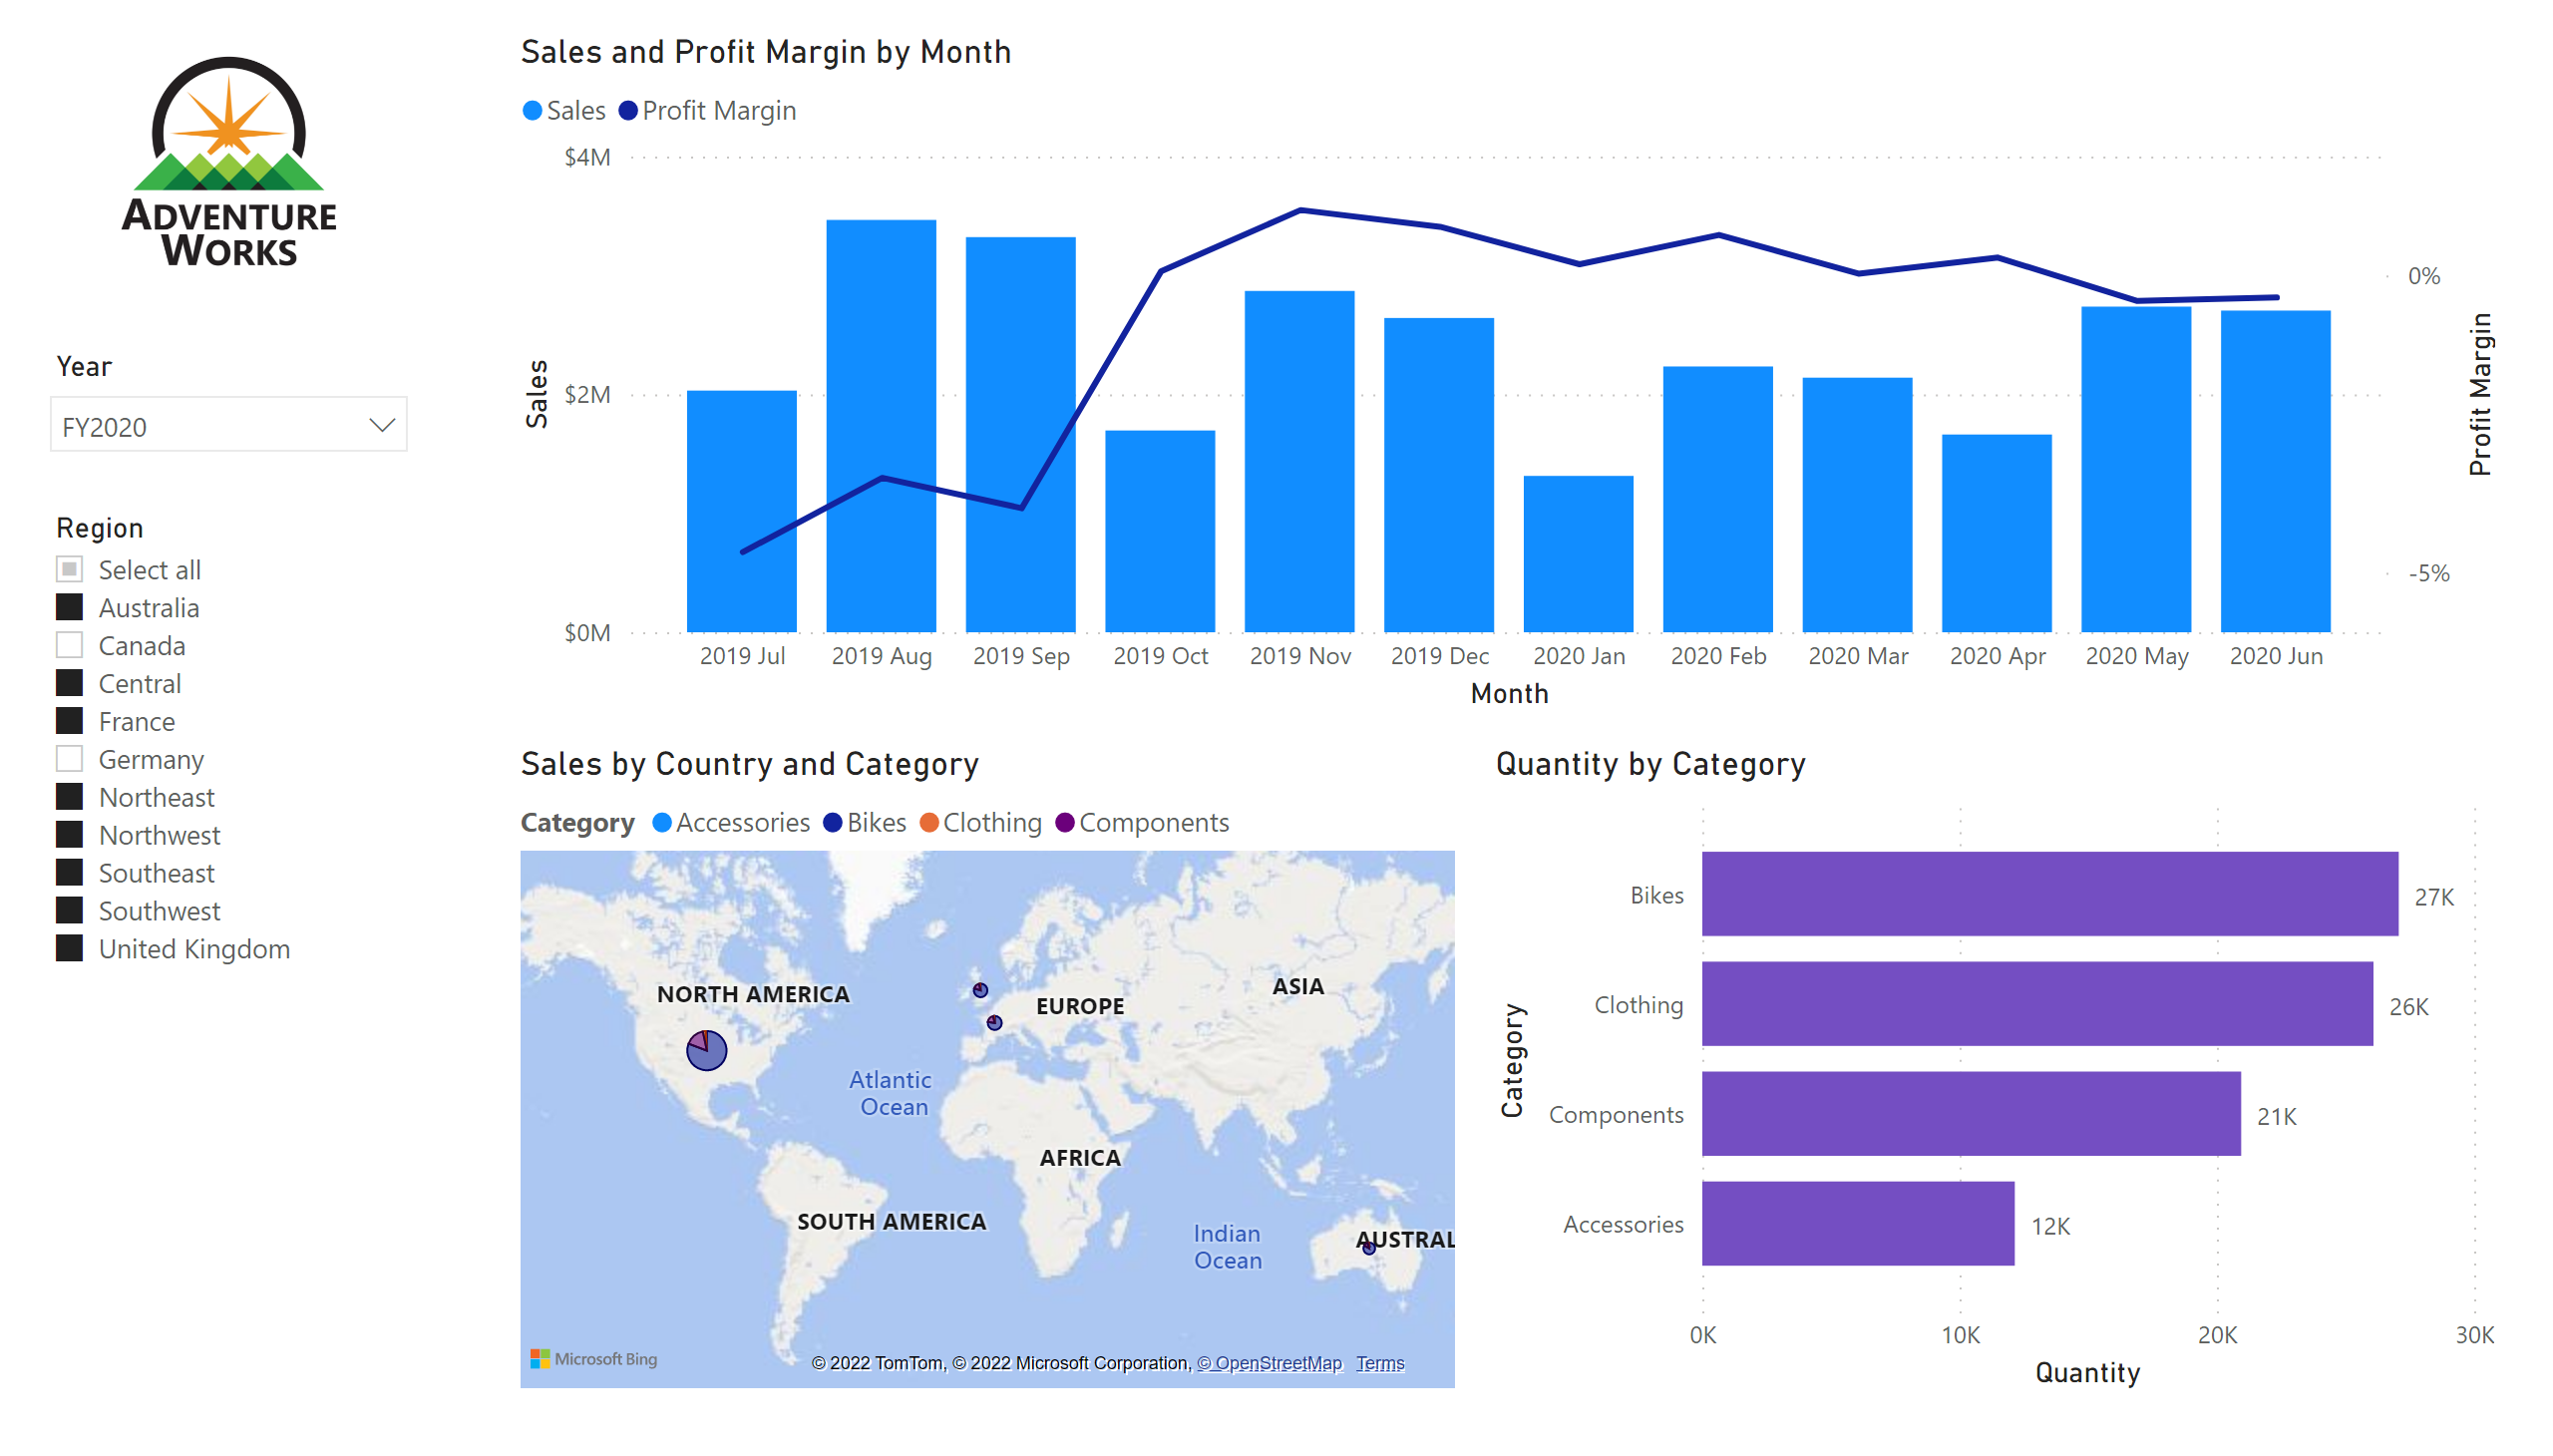 ADVENTURE
WORKS
Year
FY2020
Region
Select all
Australia
Canada
Central
France
Germany
Northeast
Northwest
Southeast
Southwest
United Kingdom
Sales and Profit Margin by Month
Sales Profit Margin
$4M
$2M
$0M
Sales
0%
-5%
Profit Margin
2019 Jul 2019 Aug 2019 Sep 2019 Oct 2019 Nov 2019 Dec 2020 Jan 2020 Feb 2020 Mar 2020 Apr 2020 May 2020 Jun
Month
Sales by Country and Category
Category Accessories Bikes Clothing Components
NORTH AMERICA
EUROPE
ASIA
Atlantic
Ocean
AFRICA
SOUTH AMERICA
Indian
Ocean
AUSTRAL
Microsoft Bing
© 2022 TomTom, © 2022 Microsoft Corporation, © OpenStreetMap Terms
Quantity by Category
Category
Bikes 27K
Clothing 26K
Components 21K
Accessories 12K
0K 10K 20K 30K
Quantity